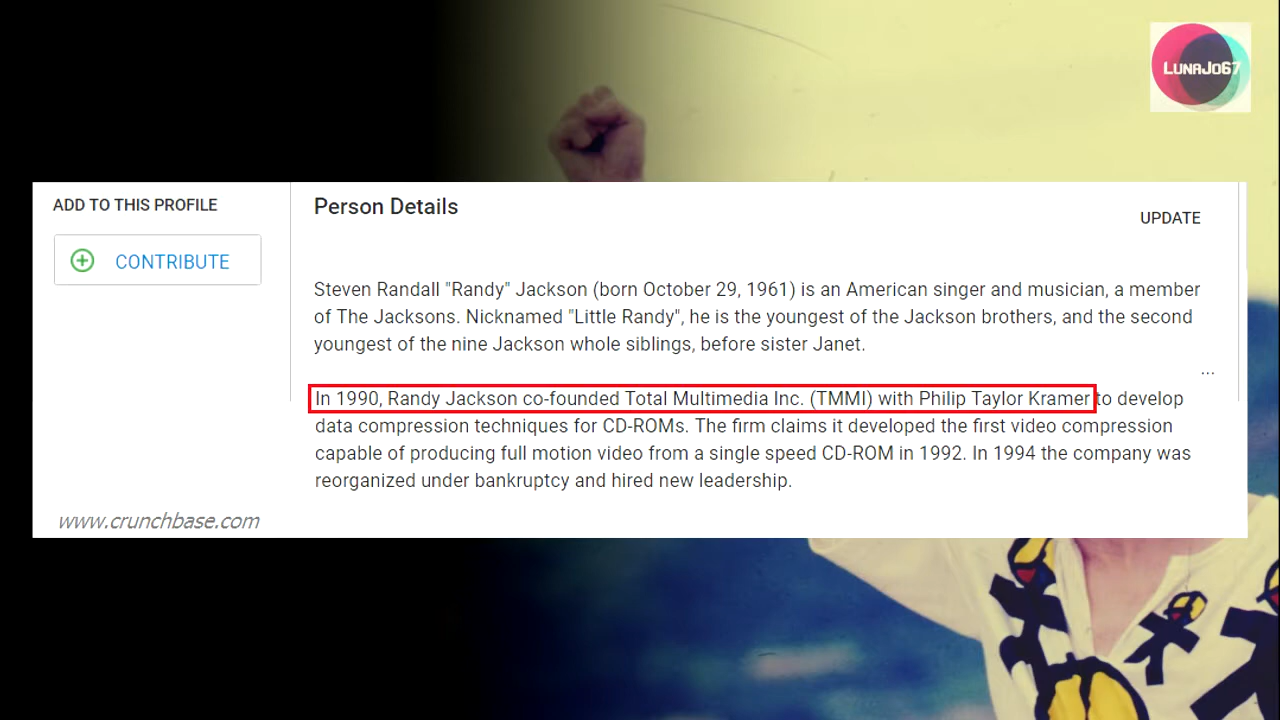 LUNAJO67
ADD TO THIS PROFILE
CONTRIBUTE
Person Details
UPDATE
Steven Randall "Randy" Jackson (born October 29, 1961) is an American singer and musician, a member
of The Jacksons. Nicknamed "Little Randy", he is the youngest of the Jackson brothers, and the second
youngest of the nine Jackson whole siblings, before sister Janet.
...
In 1990, Randy Jackson co-founded Total Multimedia Inc. (TMMI) with Philip Taylor Kramer to develop
data compression techniques for CD-ROMs. The firm claims it developed the first video compression
capable of producing full motion video from a single speed CD-ROM in 1992. In 1994 the company was
reorganized under bankruptcy and hired new leadership.
www.crunchbase.com